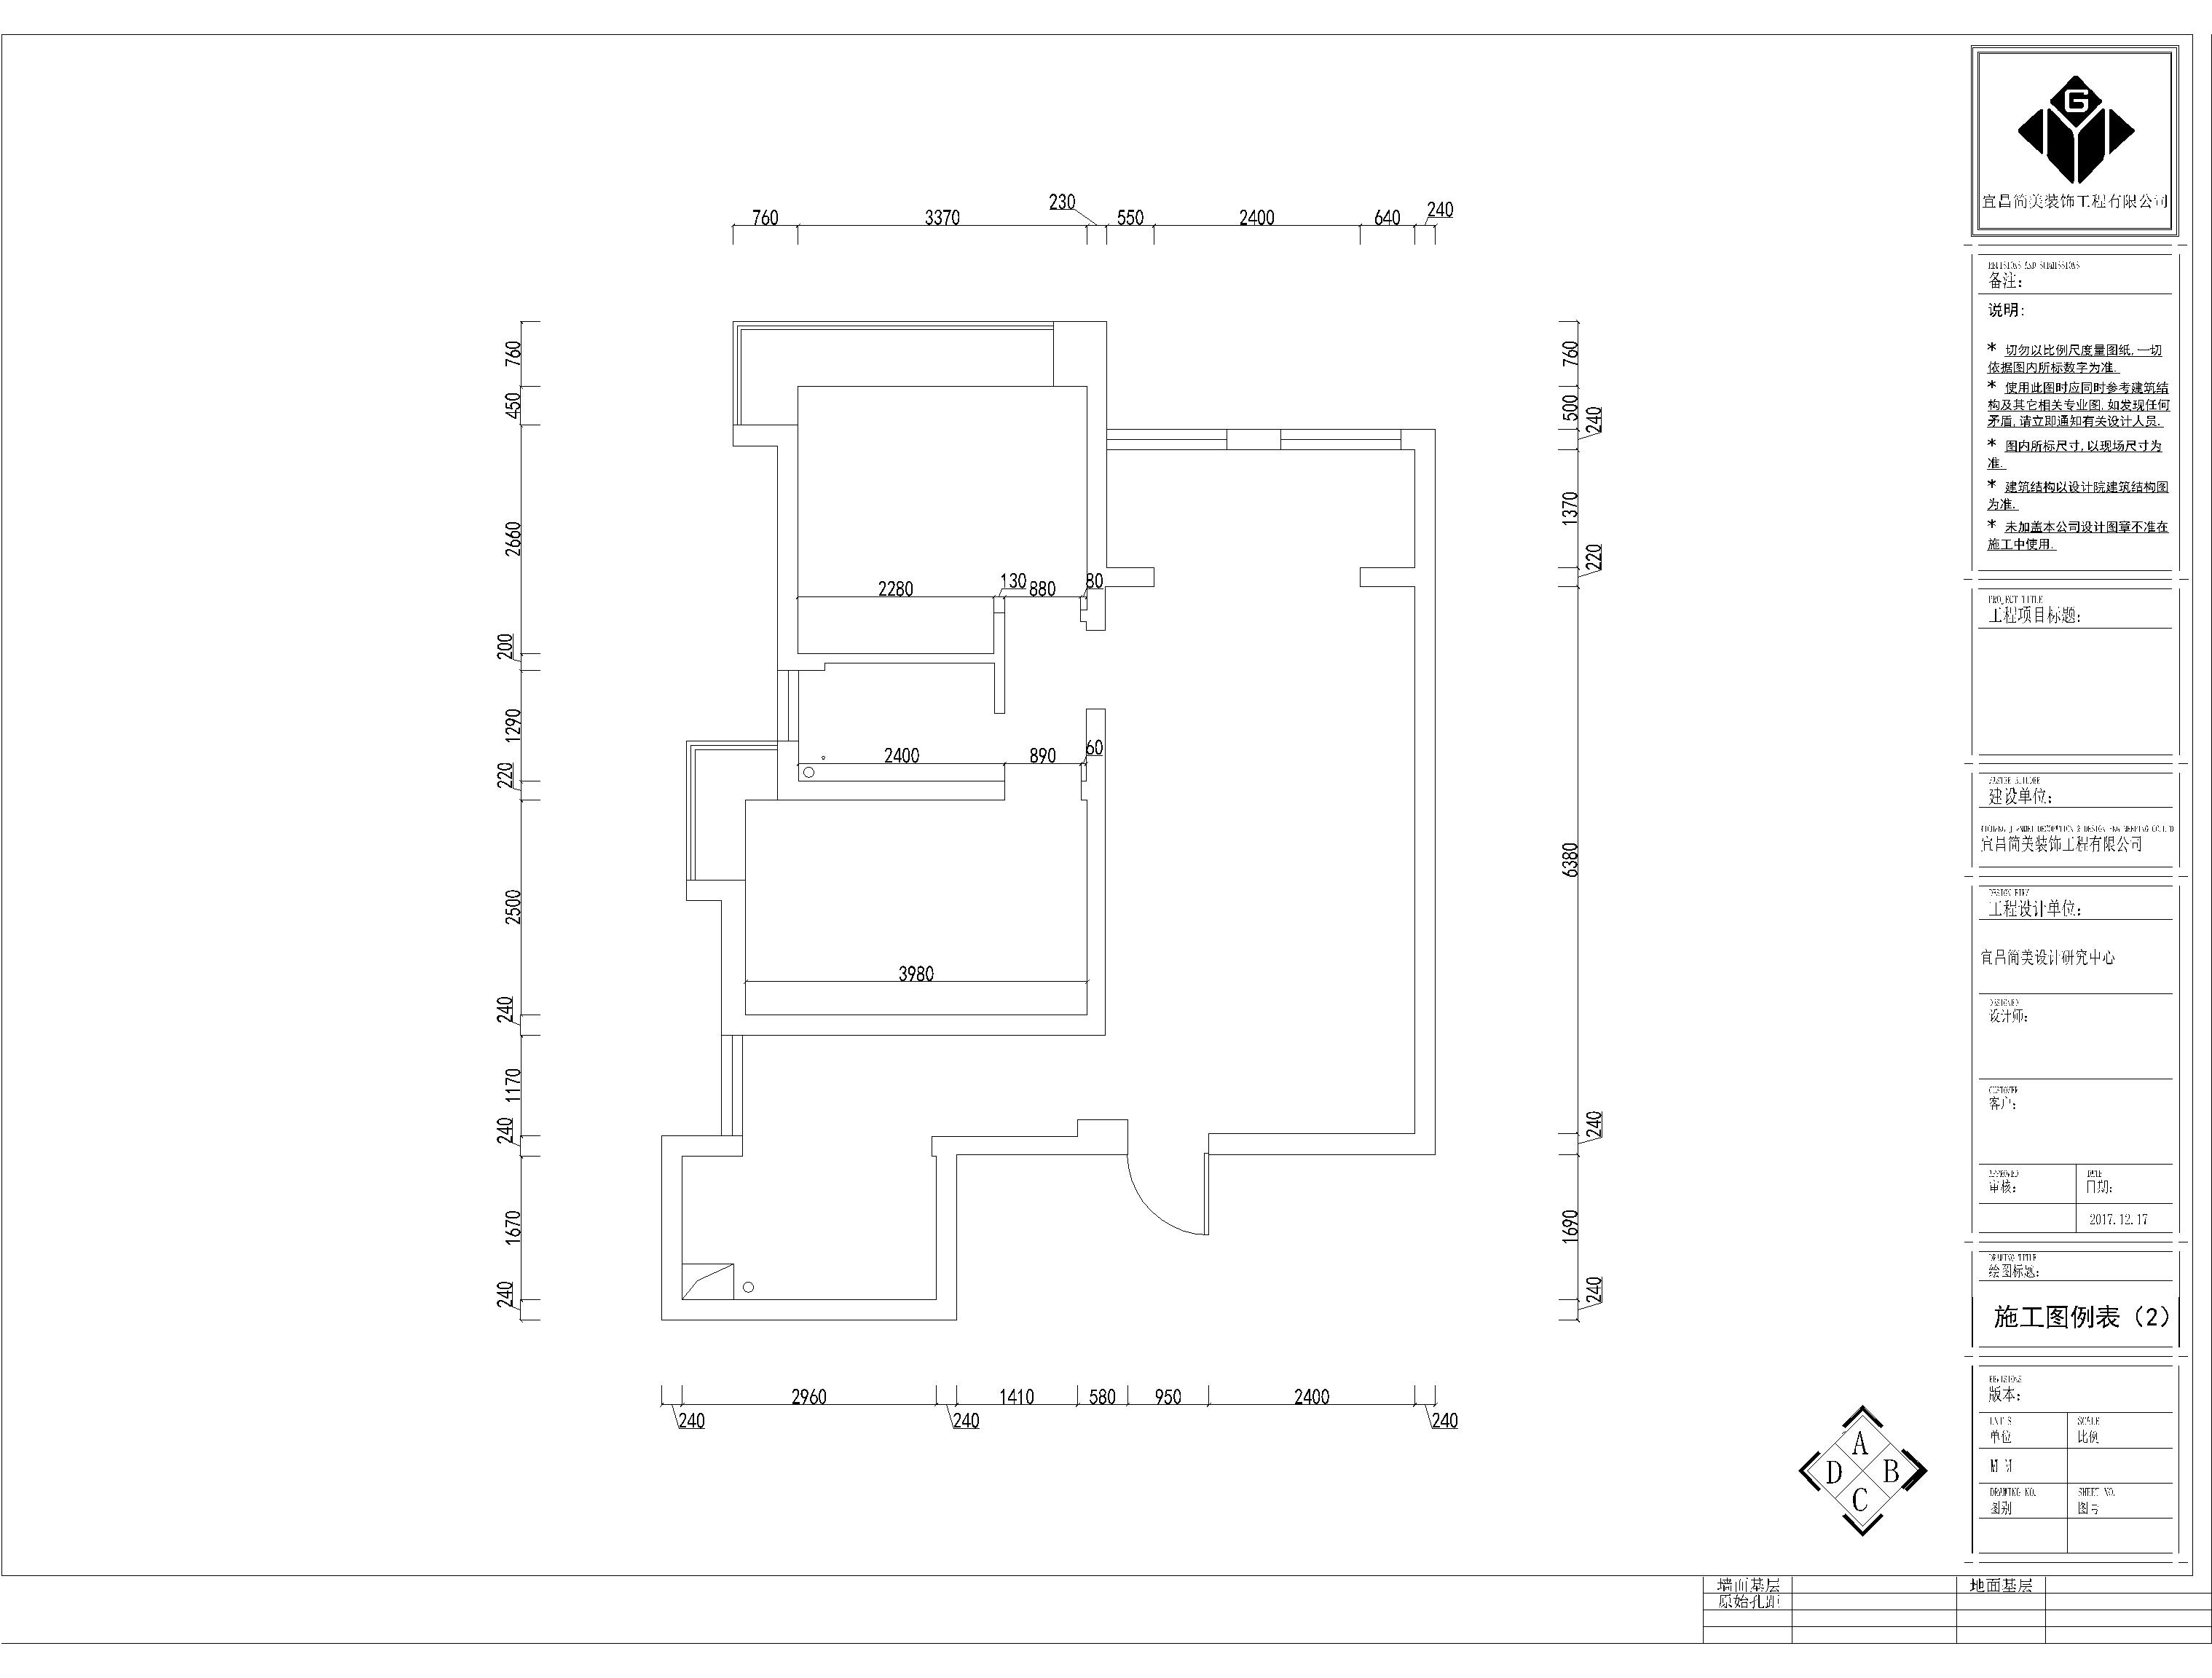 宜昌简美装饰工程有限公司
REVISIONS AND SUBMISSIONS
备注:
说明:
* 切勿以比例尺度量图纸,一切
依据图内所标数字为准.
* 使用此图时应同时参考建筑结
构及其它相关专业图,如发现任何
矛盾,请立即通知有关设计人员.
* 图内所标尺寸,以现场尺寸为
准.
* 建筑结构以设计院建筑结构图
为准.
* 未加盖本公司设计图章不准在
施工中使用.
PROJECT TITLE
工程项目标题:
建设单位:
宜昌简美装饰工程有限公司
工程设计单位:
宜昌简美设计研究中心
DESIGNED
设计师:
CUSTOMER
客户:
APPROVED
审核:
DATE
日期:
2017.12.17
DRAWING TITLE
绘图标题:
施工图例表（2）
REVISIONS
版本:
UNITS
单位
SCALE
比例
M M
DRAWING NO.
图别
SHEET NO.
图号
760
3370
230
550
2400
640
240
760
450
2660
200
1290
220
2500
240
1170
240
1670
240
760
500
240
1370
220
6380
240
1690
240
2280
130
880
80
2400
890
60
3980
240
2960
240
1410
580
950
2400
240
A
D
B
C
墙面基层
地面基层
原始孔距